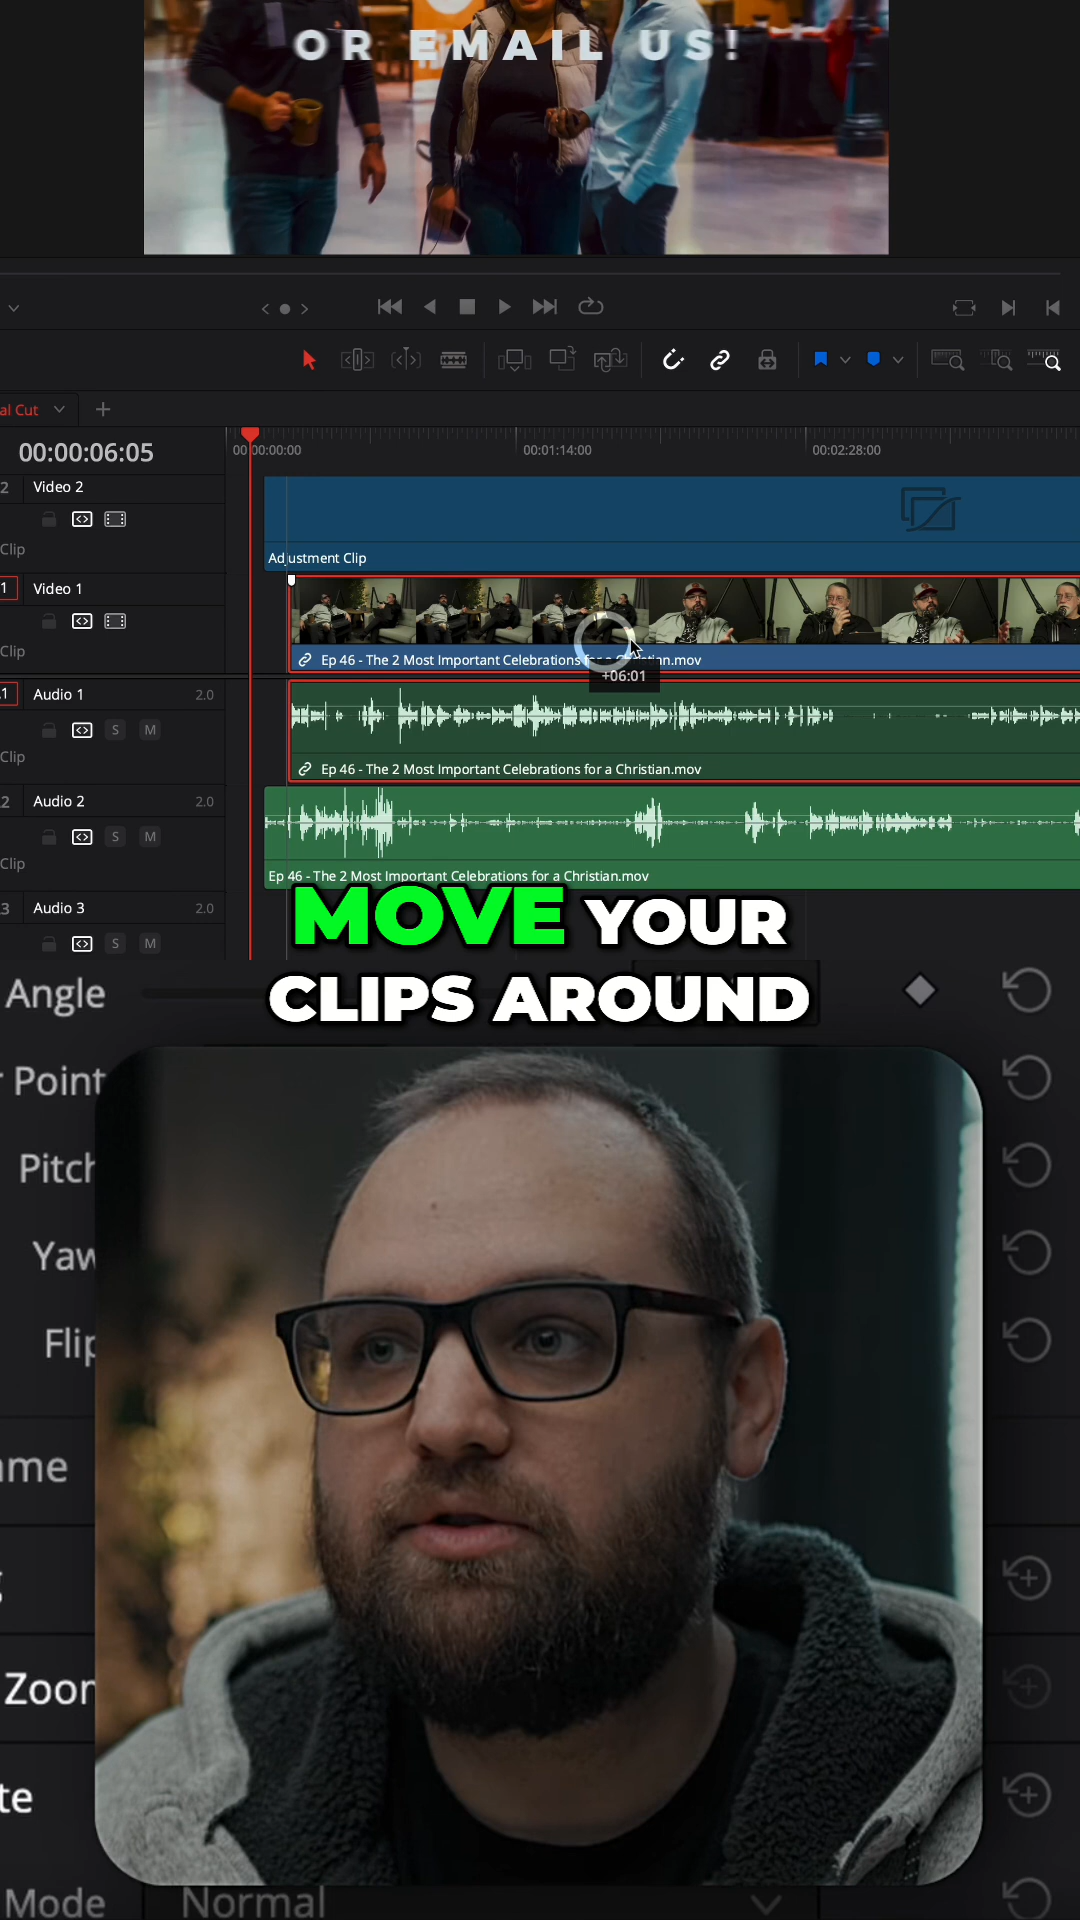 OR EMAIL US!
al Cut
00:00:06:05
00:00:00:00
00:01:14:00
00:02:28:00
2
Video 2
Clip
Adjustment Clip
1
Video 1
Clip
Ep 46 - The 2 Most Important Celebrations for a Christian.mov
+06:01
.1
Audio 1
2.0
S
M
Clip
Ep 46 - The 2 Most Important Celebrations for a Christian.mov
.2
Audio 2
2.0
S
M
Clip
Ep 46 - The 2 Most Important Celebrations for a Christian.mov
.3
Audio 3
2.0
S
M
MOVE YOUR
CLIPS AROUND
Angle
r Point
Pitch
Yaw
Flip
ame
g
Zoom
te
Mode
Normal